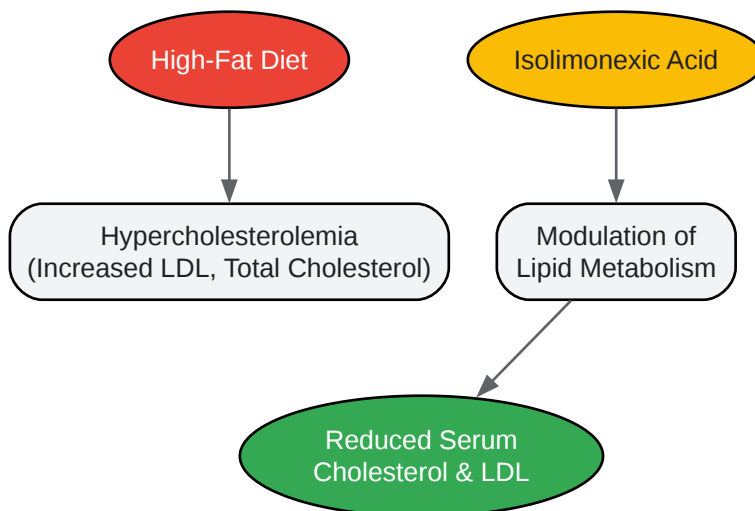 High-Fat Diet
Isolimonexic Acid
Hypercholesterolemia
(Increased LDL, Total Cholesterol)
Modulation of
Lipid Metabolism
Reduced Serum
Cholesterol & LDL